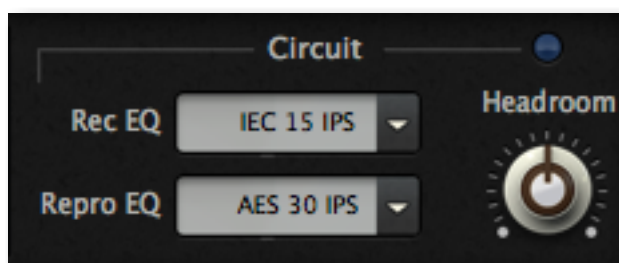 Circuit
Headroom
Rec EQ
IEC 15 IPS
Repro EQ
AES 30 IPS